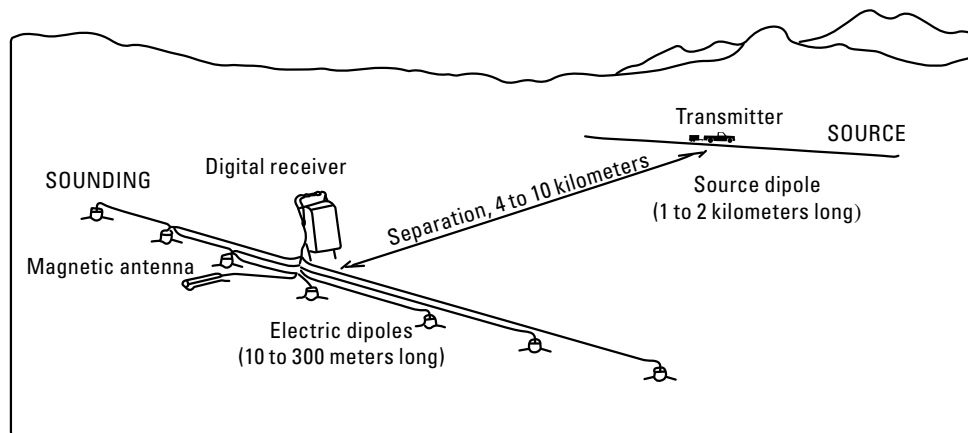 Transmitter
SOURCE
Digital receiver
SOUNDING
Separation, 4 to 10 kilometers
Source dipole
(1 to 2 kilometers long)
Magnetic antenna
Electric dipoles
(10 to 300 meters long)